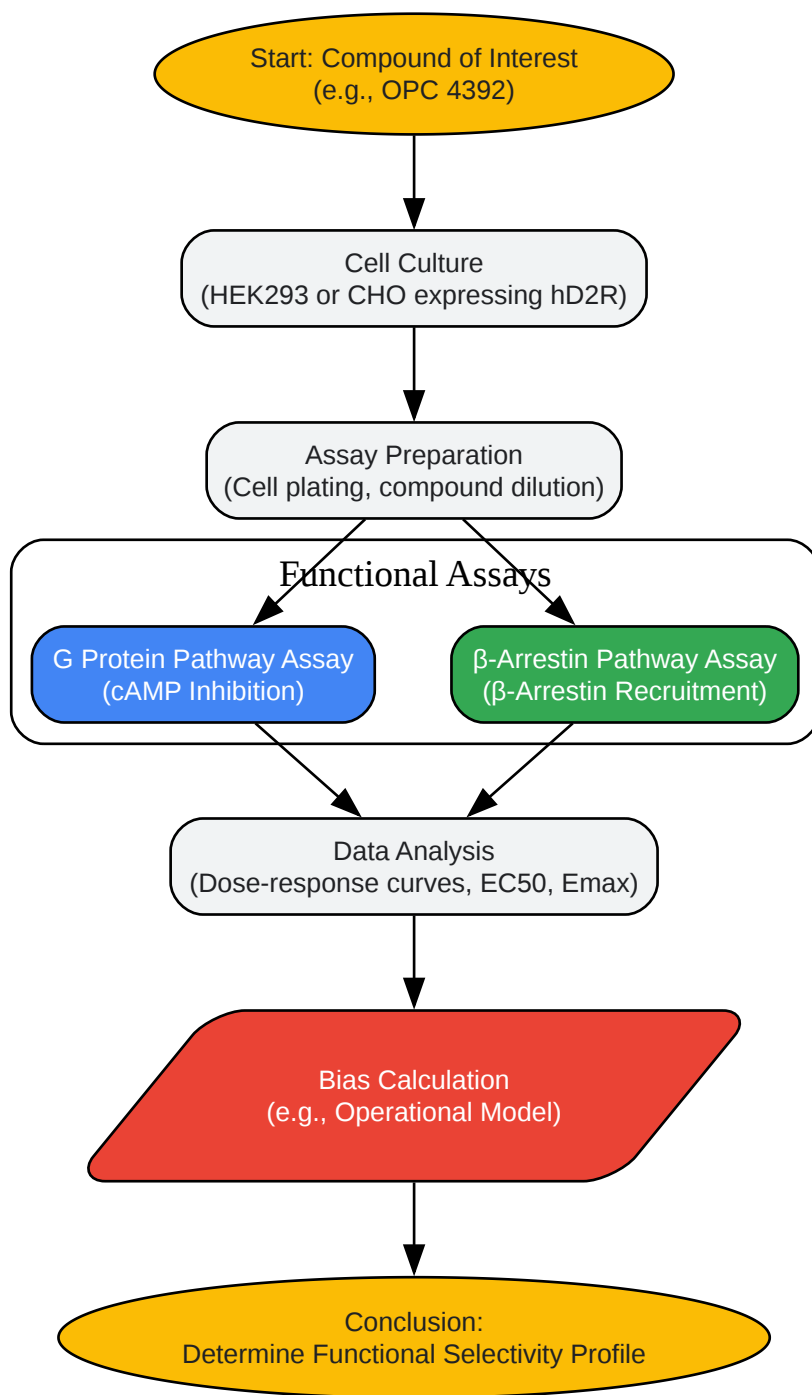 Start: Compound of Interest
(e.g., OPC 4392)
Cell Culture
(HEK293 or CHO expressing hD2R)
Assay Preparation
(Cell plating, compound dilution)
Functional Assays
G Protein Pathway Assay
(cAMP Inhibition)
β-Arrestin Pathway Assay
(β-Arrestin Recruitment)
Data Analysis
(Dose-response curves, EC50, Emax)
Bias Calculation
(e.g., Operational Model)
Conclusion:
Determine Functional Selectivity Profile